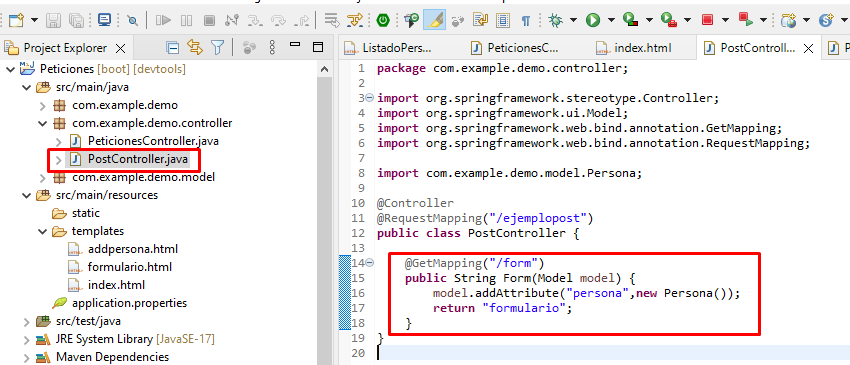 Project Explorer
Peticiones [boot] [devtools]
src/main/java
com.example.demo
com.example.demo.controller
PeticionesController.java
PostController.java
com.example.demo.model
src/main/resources
static
templates
addpersona.html
formulario.html
index.html
application.properties
src/test/java
JRE System Library [JavaSE-17]
Maven Dependencies
ListadoPers...
PeticionesC...
index.html
PostControll...
1 package com.example.demo.controller;
2
3 import org.springframework.stereotype.Controller;
4 import org.springframework.ui.Model;
5 import org.springframework.web.bind.annotation.GetMapping;
6 import org.springframework.web.bind.annotation.RequestMapping;
7
8 import com.example.demo.model.Persona;
9
10 @Controller
11 @RequestMapping("/ejemplopost")
12 public class PostController {
13
14 @GetMapping("/form")
15 public String Form(Model model) {
16 model.addAttribute("persona",new Persona());
17 return "formulario";
18 }
19 }
20